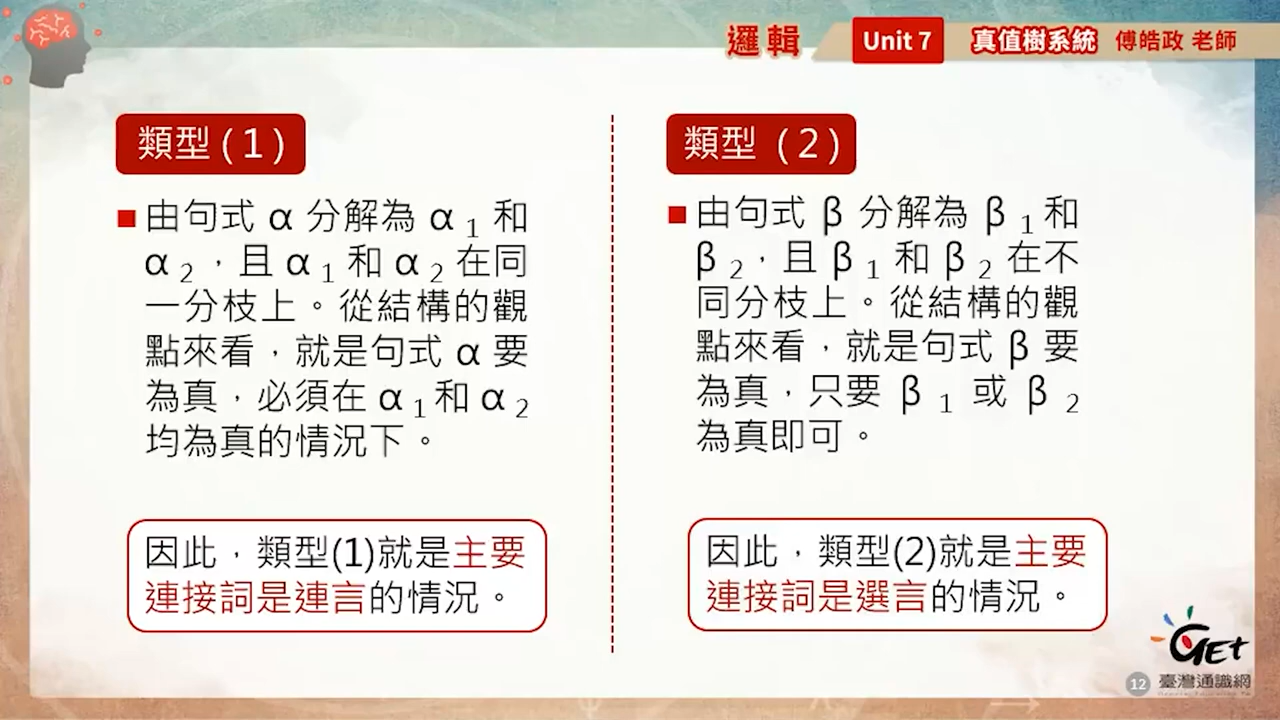 邏輯
Unit 7
真值樹系統 傅皓政 老師
類型(1)
由句式 α 分解為 α 1 和
α 2 ，且 α 1 和 α 2 在同
一分枝上。從結構的觀
點來看，就是句式 α 要
為真，必須在 α 1 和 α 2
均為真的情況下。
因此，類型(1)就是主要
連接詞是連言的情況。
類型 (2)
由句式 β 分解為 β 1 和
β 2，且 β 1 和 β 2 在不
同分枝上。從結構的觀
點來看，就是句式 β 要
為真，只要 β 1 或 β 2
為真即可。
因此，類型(2)就是主要
連接詞是選言的情況。
GEt
12 臺灣通識網